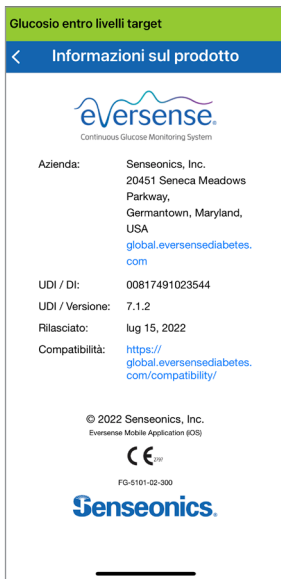 Glucosio entro livelli target
Informazioni sul prodotto
eversense.
Continuous Glucose Monitoring System
Azienda: Senseonics, Inc.
20451 Seneca Meadows
Parkway,
Germantown, Maryland,
USA
global.eversensediabetes.
com
UDI / DI: 00817491023544
UDI / Versione: 7.1.2
Rilasciato: lug 15, 2022
Compatibilità: https://
global.eversensediabetes.
com/compatibility/
© 2022 Senseonics, Inc.
Eversense Mobile Application (iOS)
CE 2797
FG-5101-02-300
Senseonics.